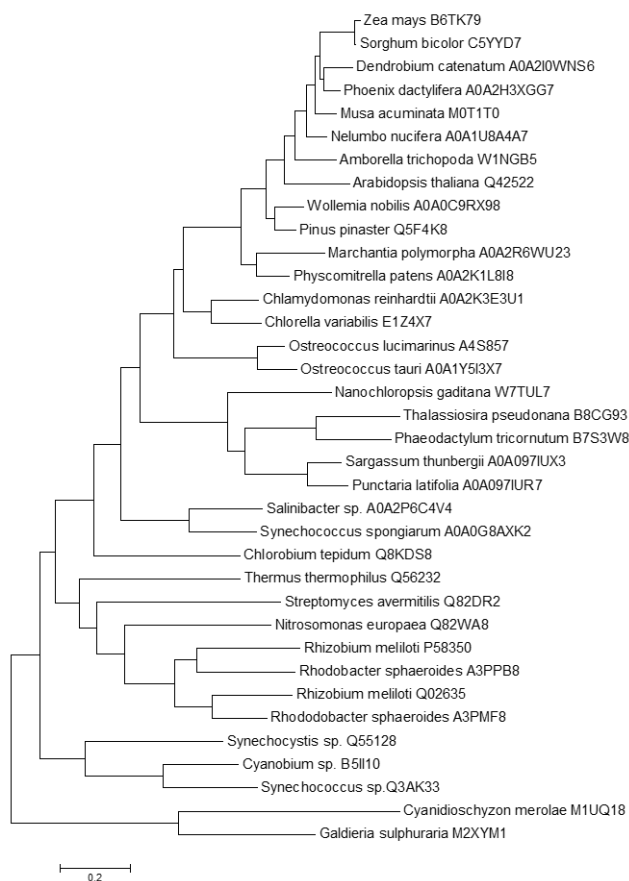 Zea mays B6TK79
Sorghum bicolor C5YYD7
Dendrobium catenatum A0A2I0WNS6
Phoenix dactylifera A0A2H3XGG7
Musa acuminata M0T1T0
Nelumbo nucifera A0A1U8A4A7
Amborella trichopoda W1NGB5
Arabidopsis thaliana Q42522
Wollemia nobilis A0A0C9RX98
Pinus pinaster Q5F4K8
Marchantia polymorpha A0A2R6WU23
Physcomitrella patens A0A2K1L8I8
Chlamydomonas reinhardtii A0A2K3E3U1
Chlorella variabilis E1Z4X7
Ostreococcus lucimarinus A4S857
Ostreococcus tauri A0A1Y5I3X7
Nanochloropsis gaditana W7TUL7
Thalassiosira pseudonana B8CG93
Phaeodactylum tricornutum B7S3W8
Sargassum thunbergii A0A097IUX3
Punctaria latifolia A0A097IUR7
Salinibacter sp. A0A2P6C4V4
Synechococcus spongiarum A0A0G8AXK2
Chlorobium tepidum Q8KDS8
Thermus thermophilus Q56232
Streptomyces avermitilis Q82DR2
Nitrosomonas europaea Q82WA8
Rhizobium meliloti P58350
Rhodobacter sphaeroides A3PPB8
Rhizobium meliloti Q02635
Rhododobacter sphaeroides A3PMF8
Synechocystis sp. Q55128
Cyanobium sp. B5II10
Synechococcus sp.Q3AK33
Cyanidioschyzon merolae M1UQ18
Galdieria sulphuraria M2XYM1
0.2